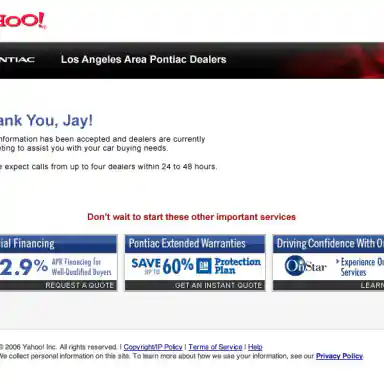 HOO!
NTIAC Los Angeles Area Pontiac Dealers
ank You, Jay!
nformation has been accepted and dealers are currently
ting to assist you with your car buying needs.
e expect calls from up to four dealers within 24 to 48 hours.
Don't wait to start these other important services
ial Financing
2.9% APR Financing for Well-Qualified Buyers
REQUEST A QUOTE
Pontiac Extended Warranties
SAVE UP TO 60% GM Protection Plan
GET AN INSTANT QUOTE
Driving Confidence With On
OnStar Experience On Services
LEARN
© 2006 Yahoo! Inc. All rights reserved. | Copyright/IP Policy | Terms of Service | Help
We collect personal information on this site. To learn more about how we use your information, see our Privacy Policy.